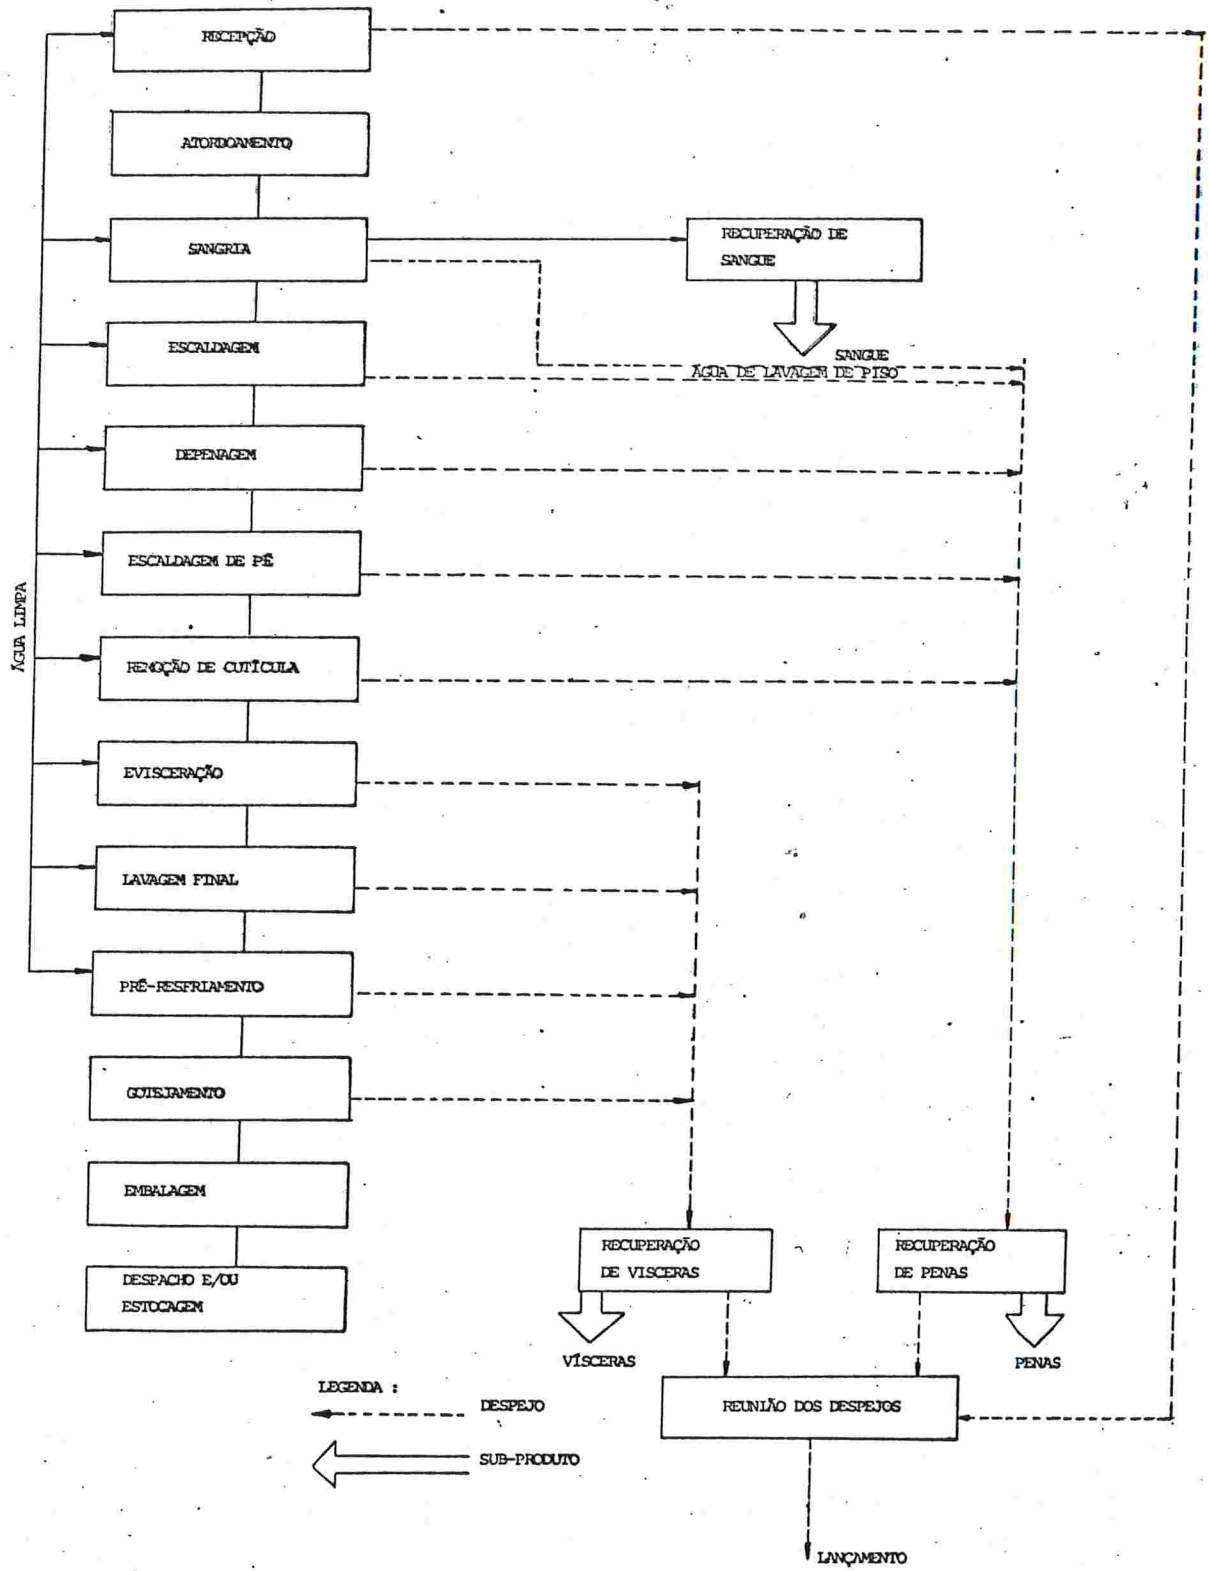 RECEPÇÃO
ATORDOAMENTO
SANGRIA
RECUPERAÇÃO DE
SANGUE
ESCALDAGEM
SANGUE
ÁGUA DE LAVAGEM DE PISO
DEPENAGEM
ESCALDAGEM DE PÉ
ÁGUA LIMPA
REMOÇÃO DE CUTÍCULA
EVISCERAÇÃO
LAVAGEM FINAL
PRÉ-RESFRIAMENTO
GOTEJAMENTO
EMBALAGEM
RECUPERAÇÃO
DE VISCERAS
RECUPERAÇÃO
DE PENAS
DESPACHO E/OU
ESTOCAGEM
VÍSCERAS
PENAS
LEGENDA :
DESPEJO
REUNIÃO DOS DESPEJOS
SUB-PRODUTO
LANÇAMENTO